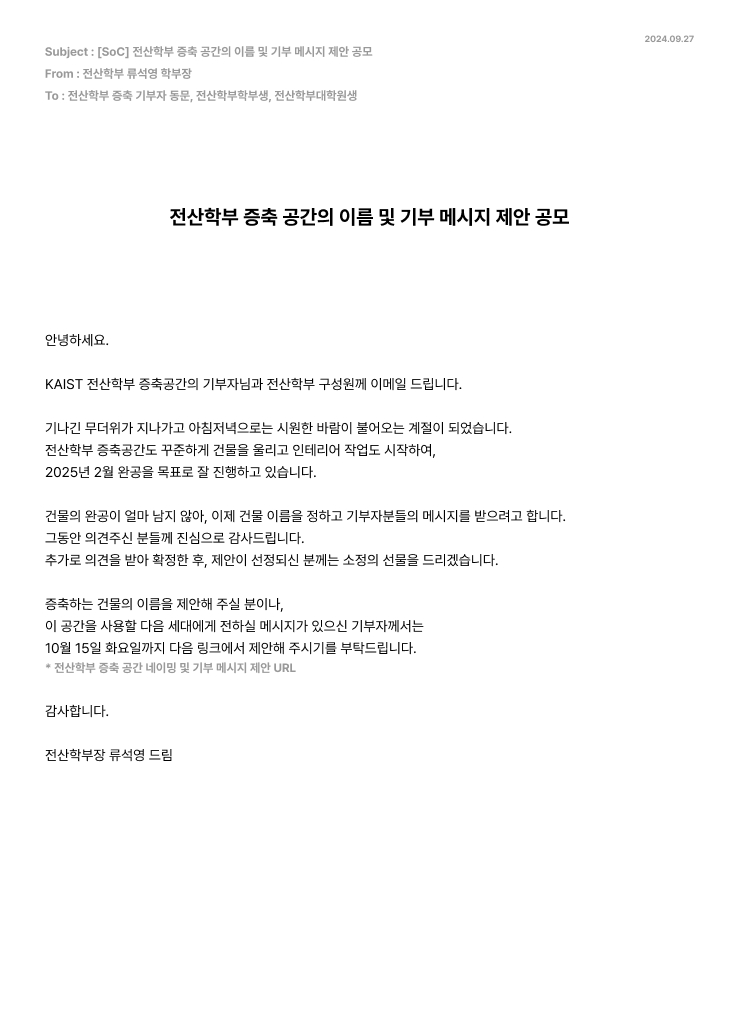 2024.09.27
Subject : [SoC] 전산학부 증축 공간의 이름 및 기부 메시지 제안 공모
From : 전산학부 류석영 학부장
To : 전산학부 증축 기부자 동문, 전산학부학부생, 전산학부대학원생
전산학부 증축 공간의 이름 및 기부 메시지 제안 공모
안녕하세요.
KAIST 전산학부 증축공간의 기부자님과 전산학부 구성원께 이메일 드립니다.
기나긴 무더위가 지나가고 아침저녁으로는 시원한 바람이 불어오는 계절이 되었습니다.
전산학부 증축공간도 꾸준하게 건물을 올리고 인테리어 작업도 시작하여,
2025년 2월 완공을 목표로 잘 진행하고 있습니다.
건물의 완공이 얼마 남지 않아, 이제 건물 이름을 정하고 기부자분들의 메시지를 받으려고 합니다.
그동안 의견주신 분들께 진심으로 감사드립니다.
추가로 의견을 받아 확정한 후, 제안이 선정되신 분께는 소정의 선물을 드리겠습니다.
증축하는 건물의 이름을 제안해 주실 분이나,
이 공간을 사용할 다음 세대에게 전하실 메시지가 있으신 기부자께서는
10월 15일 화요일까지 다음 링크에서 제안해 주시기를 부탁드립니다.
* 전산학부 증축 공간 네이밍 및 기부 메시지 제안 URL
감사합니다.
전산학부장 류석영 드림